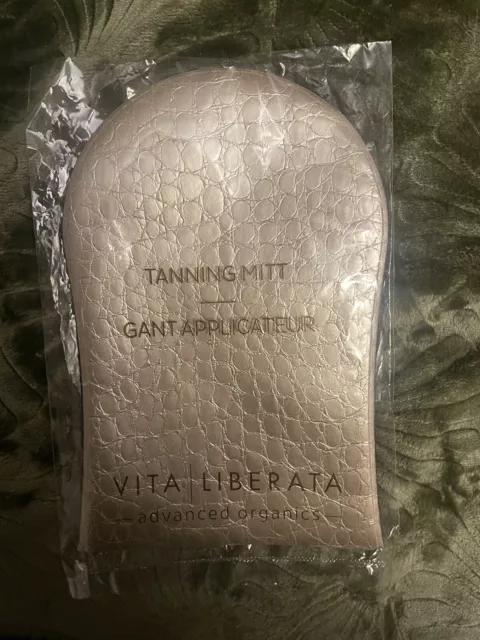 TANNING MITT
GANT APPLICATEUR
VITA | LIBERATA
advanced organics